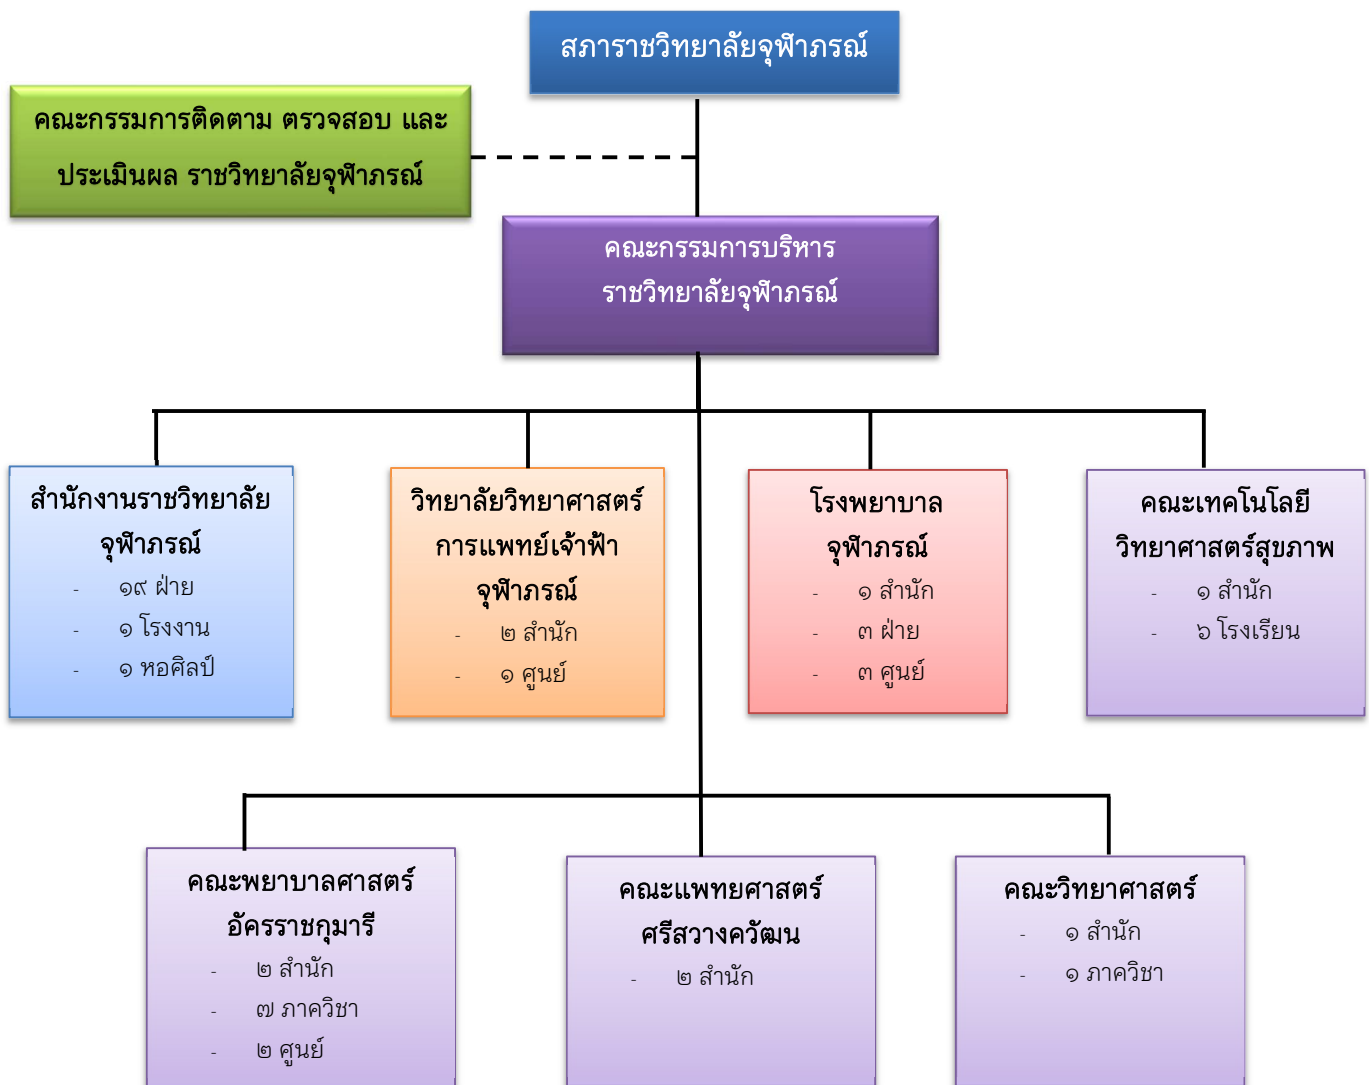 สภาราชวิทยาลัยจุฬาภรณ์
คณะกรรมการติดตาม ตรวจสอบ และ
ประเมินผล ราชวิทยาลัยจุฬาภรณ์
คณะกรรมการบริหาร
ราชวิทยาลัยจุฬาภรณ์
สำนักงานราชวิทยาลัย
จุฬาภรณ์
- ๑๙ ฝ่าย
- ๑ โรงงาน
- ๑ หอศิลป์
วิทยาลัยวิทยาศาสตร์
การแพทย์เจ้าฟ้า
จุฬาภรณ์
- ๒ สำนัก
- ๑ ศูนย์
โรงพยาบาล
จุฬาภรณ์
- ๑ สำนัก
- ๓ ฝ่าย
- ๓ ศูนย์
คณะเทคโนโลยี
วิทยาศาสตร์สุขภาพ
- ๑ สำนัก
- ๖ โรงเรียน
คณะพยาบาลศาสตร์
อัครราชกุมารี
- ๒ สำนัก
- ๗ ภาควิชา
- ๒ ศูนย์
คณะแพทยศาสตร์
ศรีสวางควัฒน
- ๒ สำนัก
คณะวิทยาศาสตร์
- ๑ สำนัก
- ๑ ภาควิชา